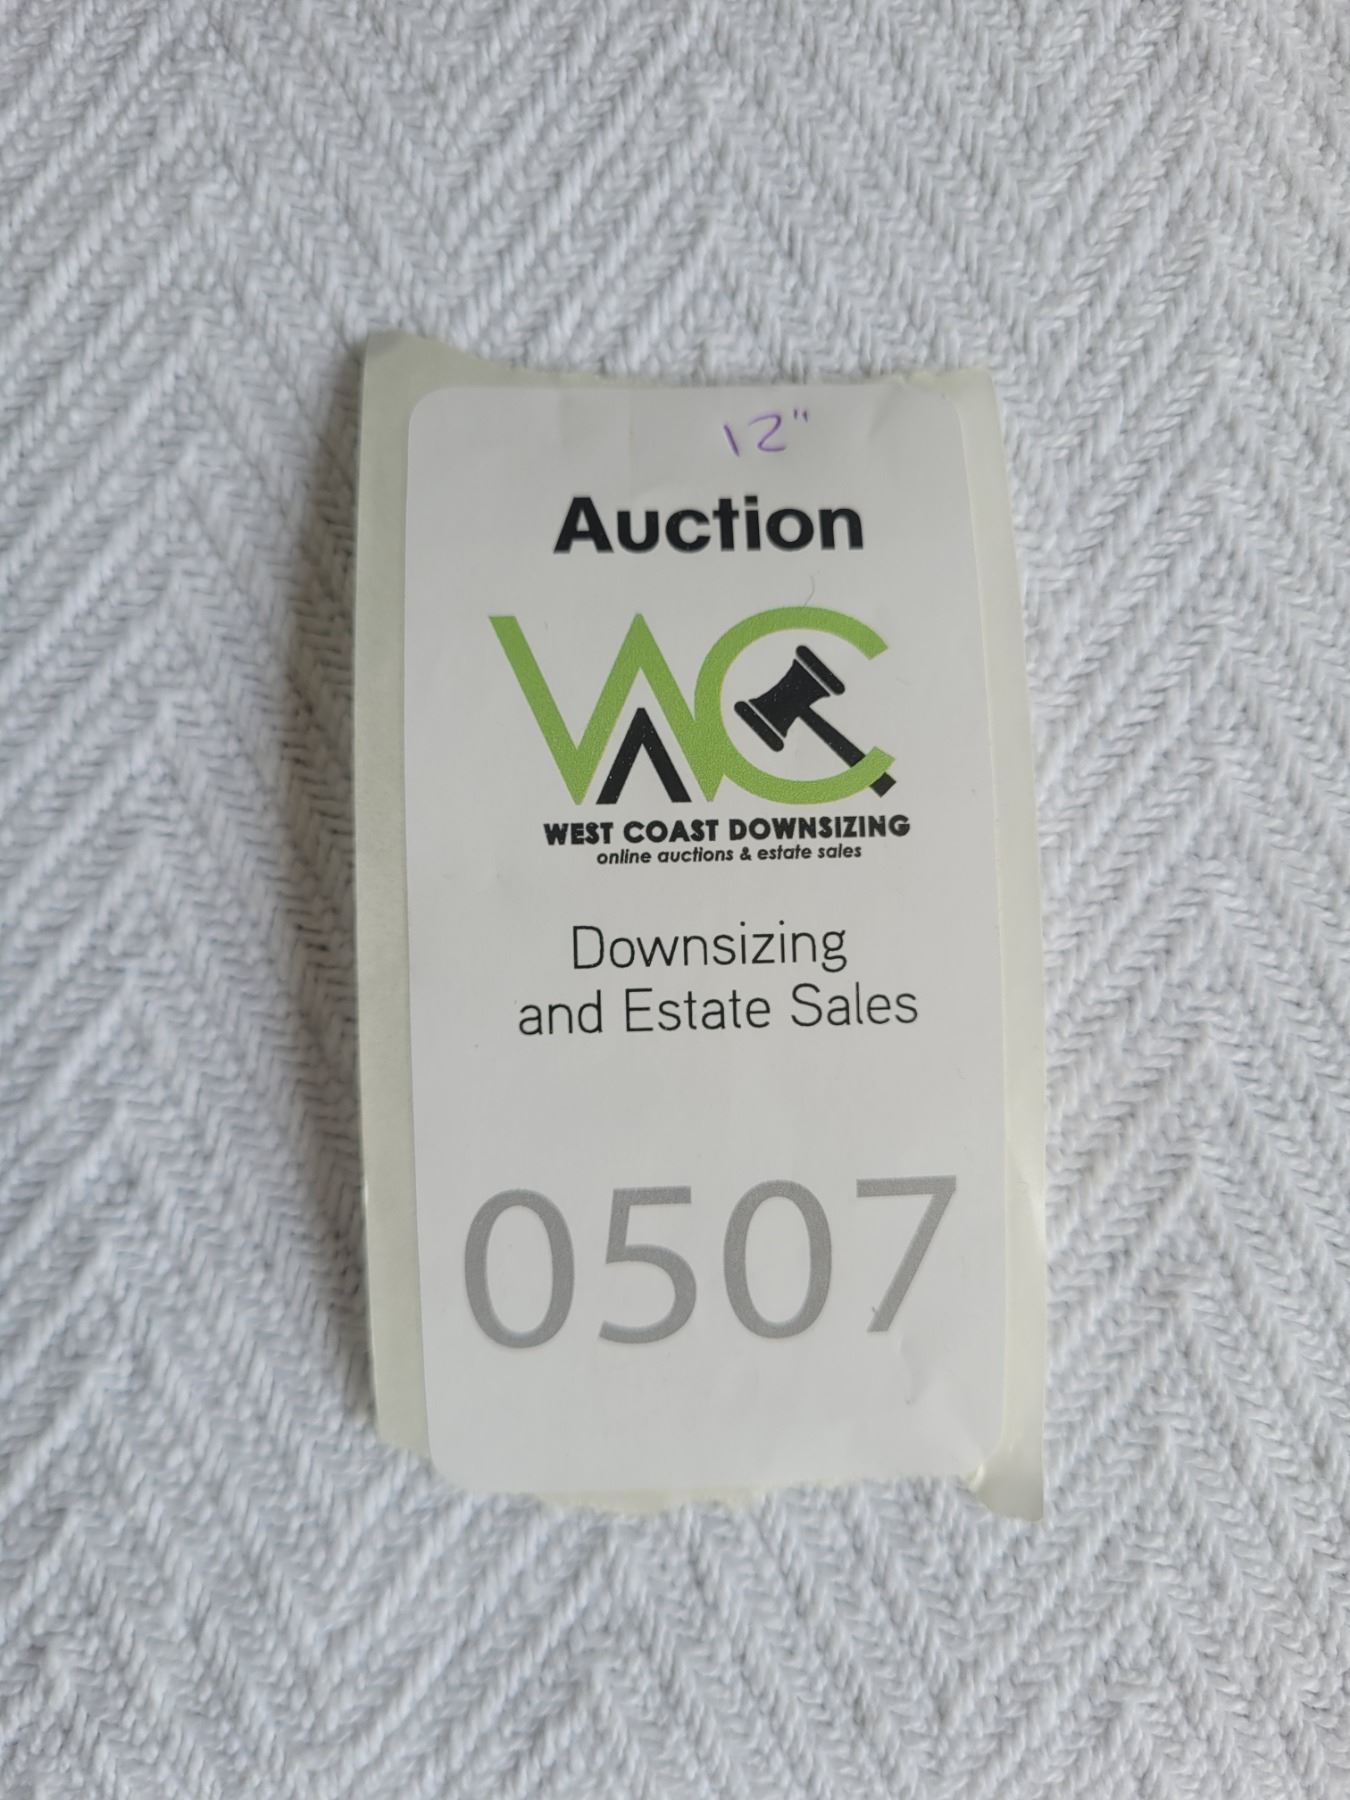 12"
Auction
WC
WEST COAST DOWNSIZING
online auctions & estate sales
Downsizing
and Estate Sales
0507